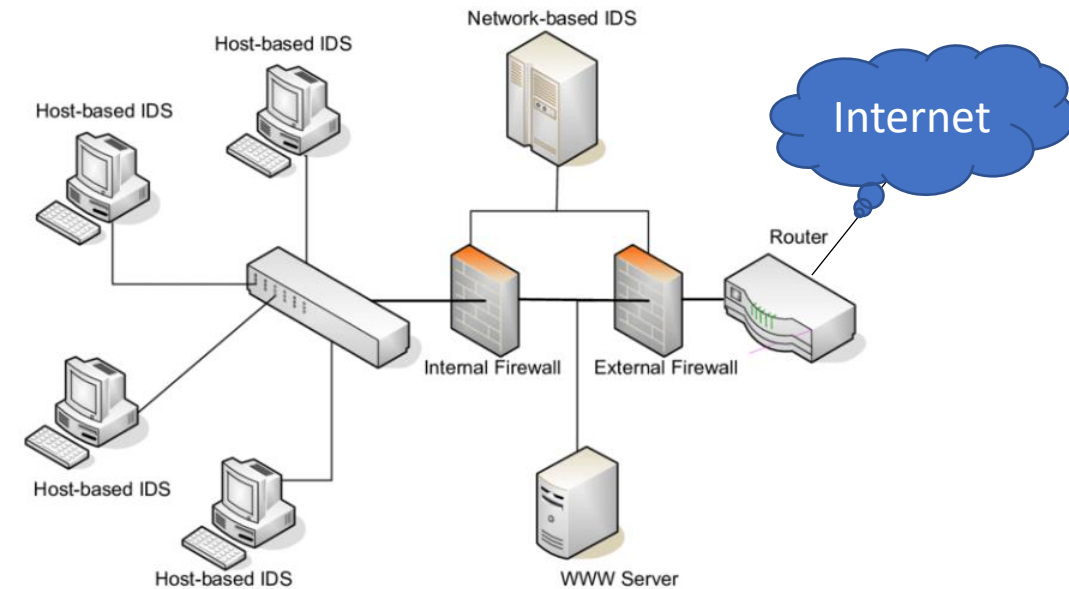 Network-based IDS
Host-based IDS
Host-based IDS
Internet
Router
Internal Firewall
External Firewall
Host-based IDS
Host-based IDS
WWW Server